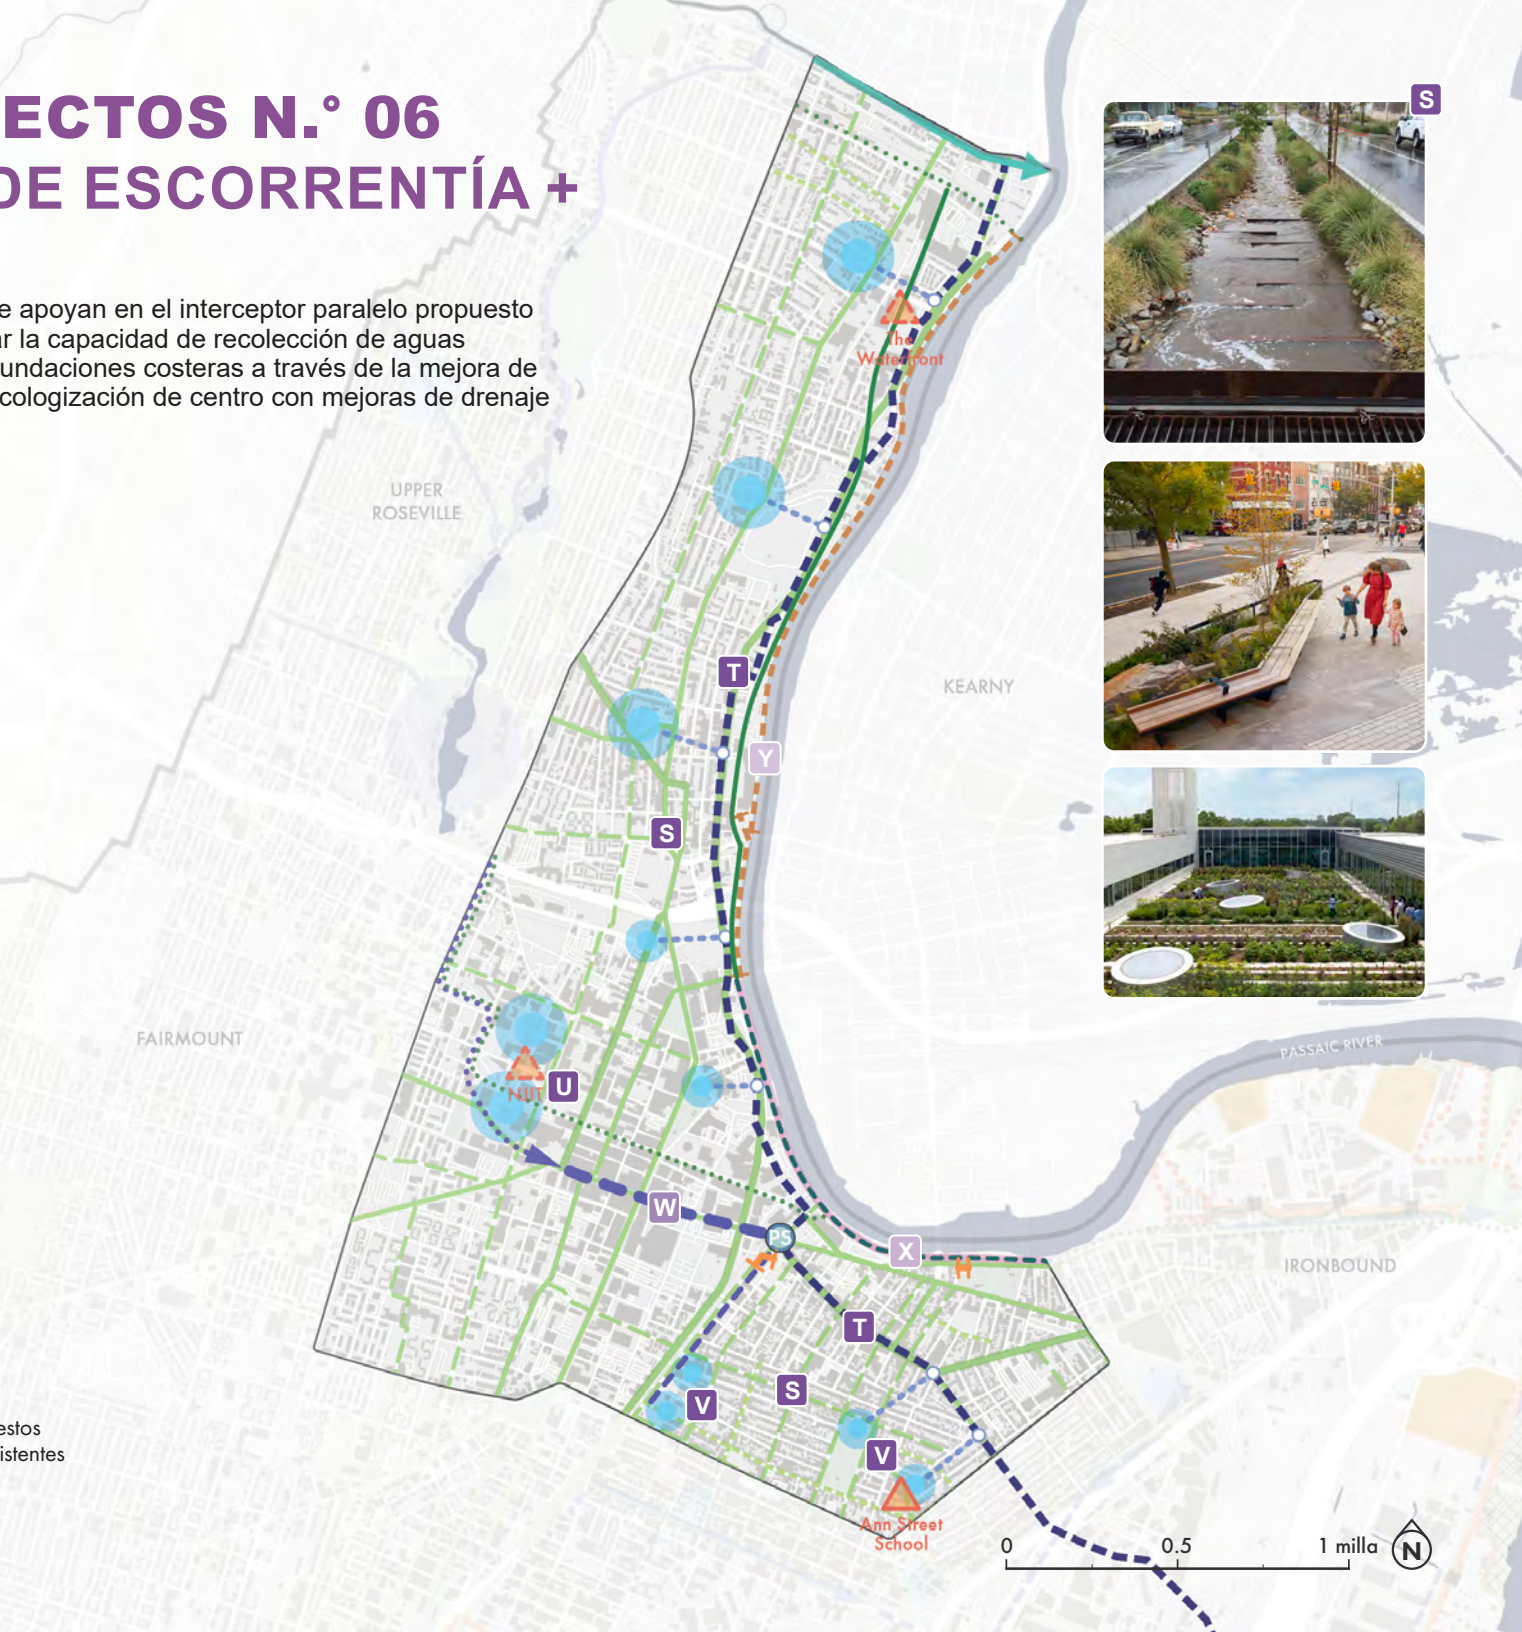 ECTOS N.° 06
DE ESCORRENTÍA +
e apoyan en el interceptor paralelo propuesto
ar la capacidad de recolección de aguas
undaciones costeras a través de la mejora de
cologización de centro con mejoras de drenaje
S
The
Waterfront
UPPER
ROSEVILLE
T
KEARNY
Y
S
FAIRMOUNT
PASSAIC RIVER
NJIT
U
W
PS
X
IRONBOUND
T
S
V
V
Ann Street
School
estos
istentes
0 0.5 1 milla
N